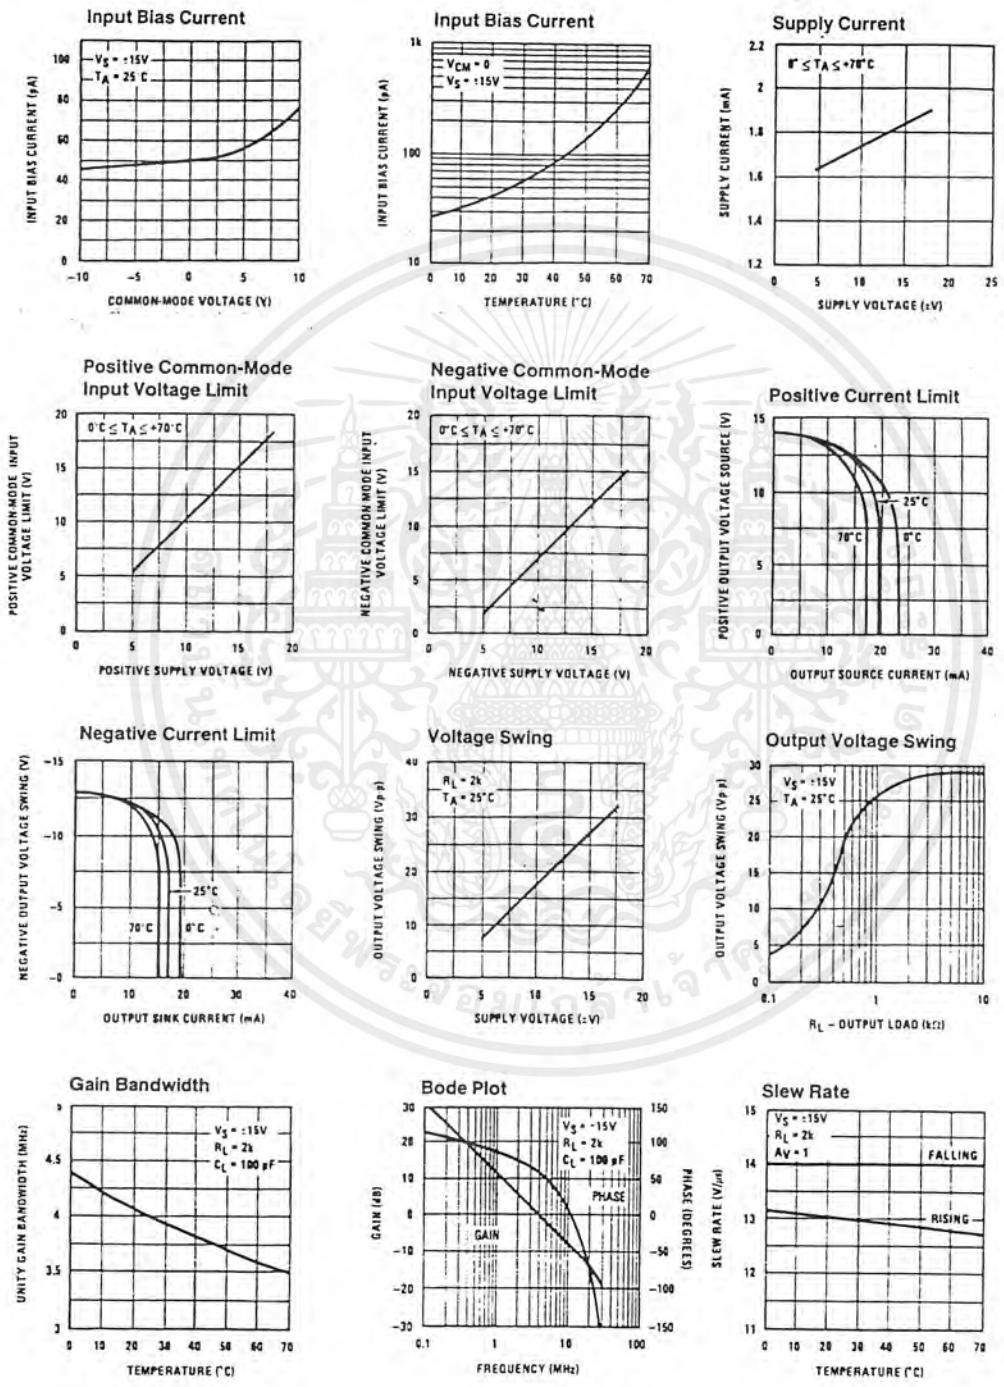 Input Bias Current
INPUT BIAS CURRENT (pA)
100
80
60
40
20
0
VS = ±15V
TA = 25°C
-10
-5
0
5
10
COMMON-MODE VOLTAGE (V)
Input Bias Current
INPUT BIAS CURRENT (pA)
1k
100
10
VCM = 0
VS = ±15V
0 10 20 30 40 50 60 70
TEMPERATURE (°C)
Supply Current
SUPPLY CURRENT (mA)
2.2
2
1.8
1.6
1.4
1.2
0° ≤ TA ≤ +70°C
0 5 10 15 20 25
SUPPLY VOLTAGE (±V)
Positive Common-Mode
Input Voltage Limit
POSITIVE COMMON-MODE INPUT
VOLTAGE LIMIT (V)
20
15
10
5
0
0°C ≤ TA ≤ +70°C
0 5 10 15 20
POSITIVE SUPPLY VOLTAGE (V)
Negative Common-Mode
Input Voltage Limit
NEGATIVE COMMON MODE INPUT
VOLTAGE LIMIT (V)
20
15
10
5
0
0°C ≤ TA ≤ +70°C
0 5 10 15 20
NEGATIVE SUPPLY VOLTAGE (V)
Positive Current Limit
POSITIVE OUTPUT VOLTAGE SOURCE (V)
15
10
5
0
25°C
70°C
0°C
0 10 20 30 40
OUTPUT SOURCE CURRENT (mA)
Negative Current Limit
NEGATIVE OUTPUT VOLTAGE SWING (V)
-15
-10
-5
-0
25°C
70°C
0°C
0 10 20 30 40
OUTPUT SINK CURRENT (mA)
Voltage Swing
OUTPUT VOLTAGE SWING (Vp-p)
40
30
20
10
0
RL = 2k
TA = 25°C
0 5 10 15 20
SUPPLY VOLTAGE (±V)
Output Voltage Swing
OUTPUT VOLTAGE SWING (Vp-p)
30
25
20
15
10
5
0
VS = ±15V
TA = 25°C
0.1 1 10
RL – OUTPUT LOAD (kΩ)
Gain Bandwidth
UNITY GAIN BANDWIDTH (MHz)
5
4.5
4
3.5
3
VS = ±15V
RL = 2k
CL = 100 pF
0 10 20 30 40 50 60 70
TEMPERATURE (°C)
Bode Plot
GAIN (dB)
30
20
10
0
-10
-20
-30
VS = ±15V
RL = 2k
CL = 100 pF
PHASE
GAIN
150
100
50
0
-50
-100
-150
PHASE (DEGREES)
0.1 1 10 100
FREQUENCY (MHz)
Slew Rate
SLEW RATE (V/µs)
15
14
13
12
11
VS = ±15V
RL = 2k
AV = 1
FALLING
RISING
0 10 20 30 40 50 60 70
TEMPERATURE (°C)